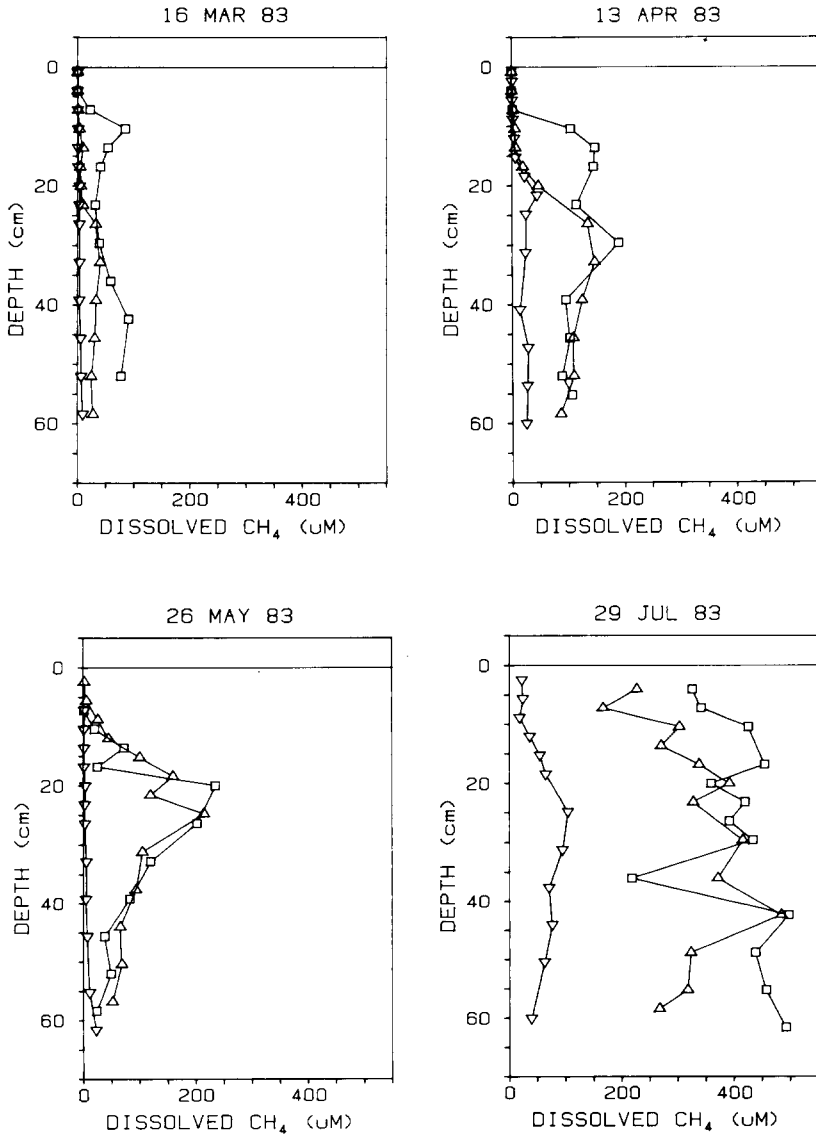 16 MAR 83
0
20
40
60
DEPTH (cm)
0 200 400
DISSOLVED CH₄ (uM)
13 APR 83
0
20
40
60
DEPTH (cm)
0 200 400
DISSOLVED CH₄ (uM)
26 MAY 83
0
20
40
60
DEPTH (cm)
0 200 400
DISSOLVED CH₄ (uM)
29 JUL 83
0
20
40
60
DEPTH (cm)
0 200 400
DISSOLVED CH₄ (uM)